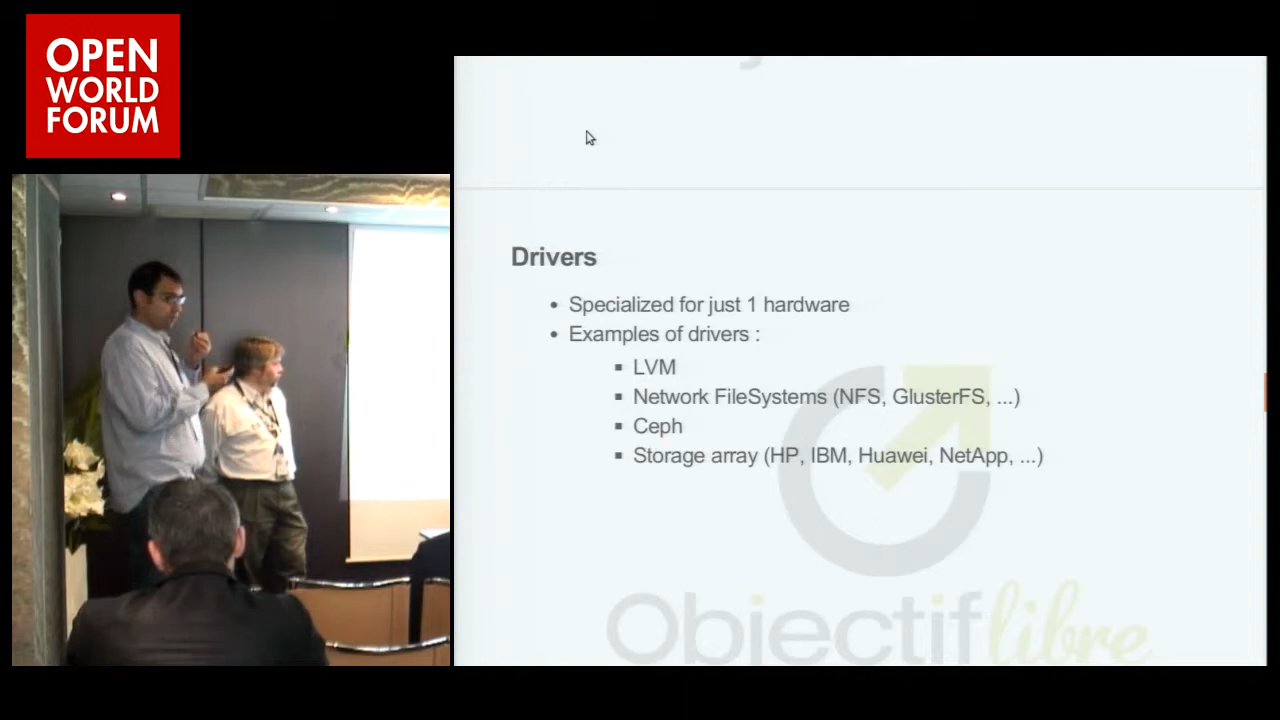 OPEN
WORLD
FORUM
Drivers
• Specialized for just 1 hardware
• Examples of drivers :
▪ LVM
▪ Network FileSystems (NFS, GlusterFS, ...)
▪ Ceph
▪ Storage array (HP, IBM, Huawei, NetApp, ...)
Objectif libre